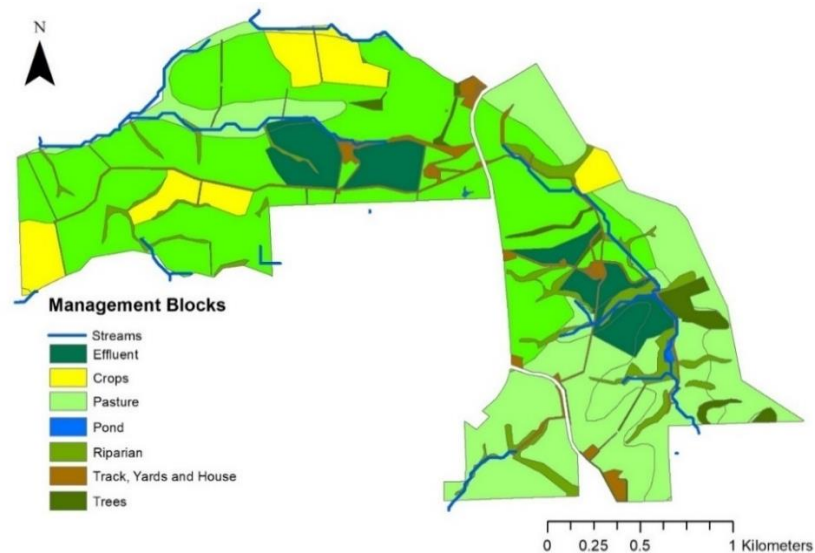 N
Management Blocks
Streams
Effluent
Crops
Pasture
Pond
Riparian
Track, Yards and House
Trees
0 0.25 0.5 1 Kilometers